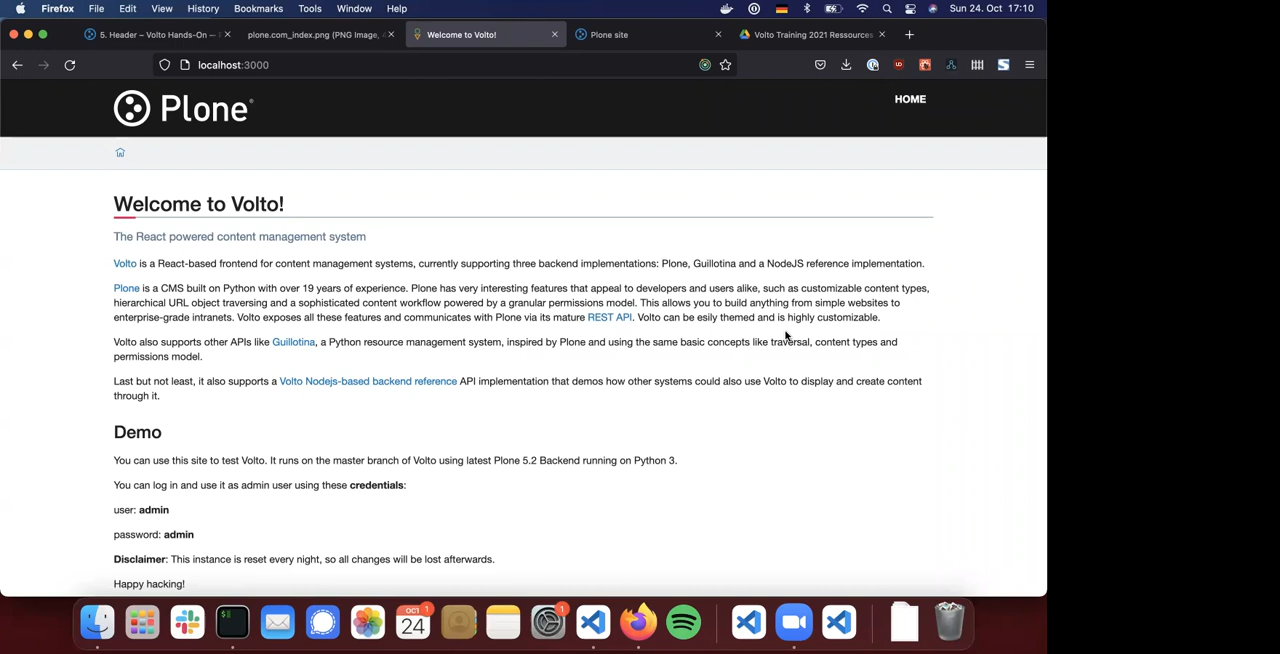 Firefox File Edit View History Bookmarks Tools Window Help Sun 24. Oct 17:10
5. Header – Volto Hands-On — plone.com_index.png (PNG Image, Welcome to Volto! Plone site Volto Training 2021 Ressources
localhost:3000
Plone HOME
Welcome to Volto!
The React powered content management system
Volto is a React-based frontend for content management systems, currently supporting three backend implementations: Plone, Guillotina and a NodeJS reference implementation.
Plone is a CMS built on Python with over 19 years of experience. Plone has very interesting features that appeal to developers and users alike, such as customizable content types,
hierarchical URL object traversing and a sophisticated content workflow powered by a granular permissions model. This allows you to build anything from simple websites to
enterprise-grade intranets. Volto exposes all these features and communicates with Plone via its mature REST API. Volto can be esily themed and is highly customizable.
Volto also supports other APIs like Guillotina, a Python resource management system, inspired by Plone and using the same basic concepts like traversal, content types and
permissions model.
Last but not least, it also supports a Volto Nodejs-based backend reference API implementation that demos how other systems could also use Volto to display and create content
through it.
Demo
You can use this site to test Volto. It runs on the master branch of Volto using latest Plone 5.2 Backend running on Python 3.
You can log in and use it as admin user using these credentials:
user: admin
password: admin
Disclaimer: This instance is reset every night, so all changes will be lost afterwards.
Happy hacking!
OCT 1
24
1